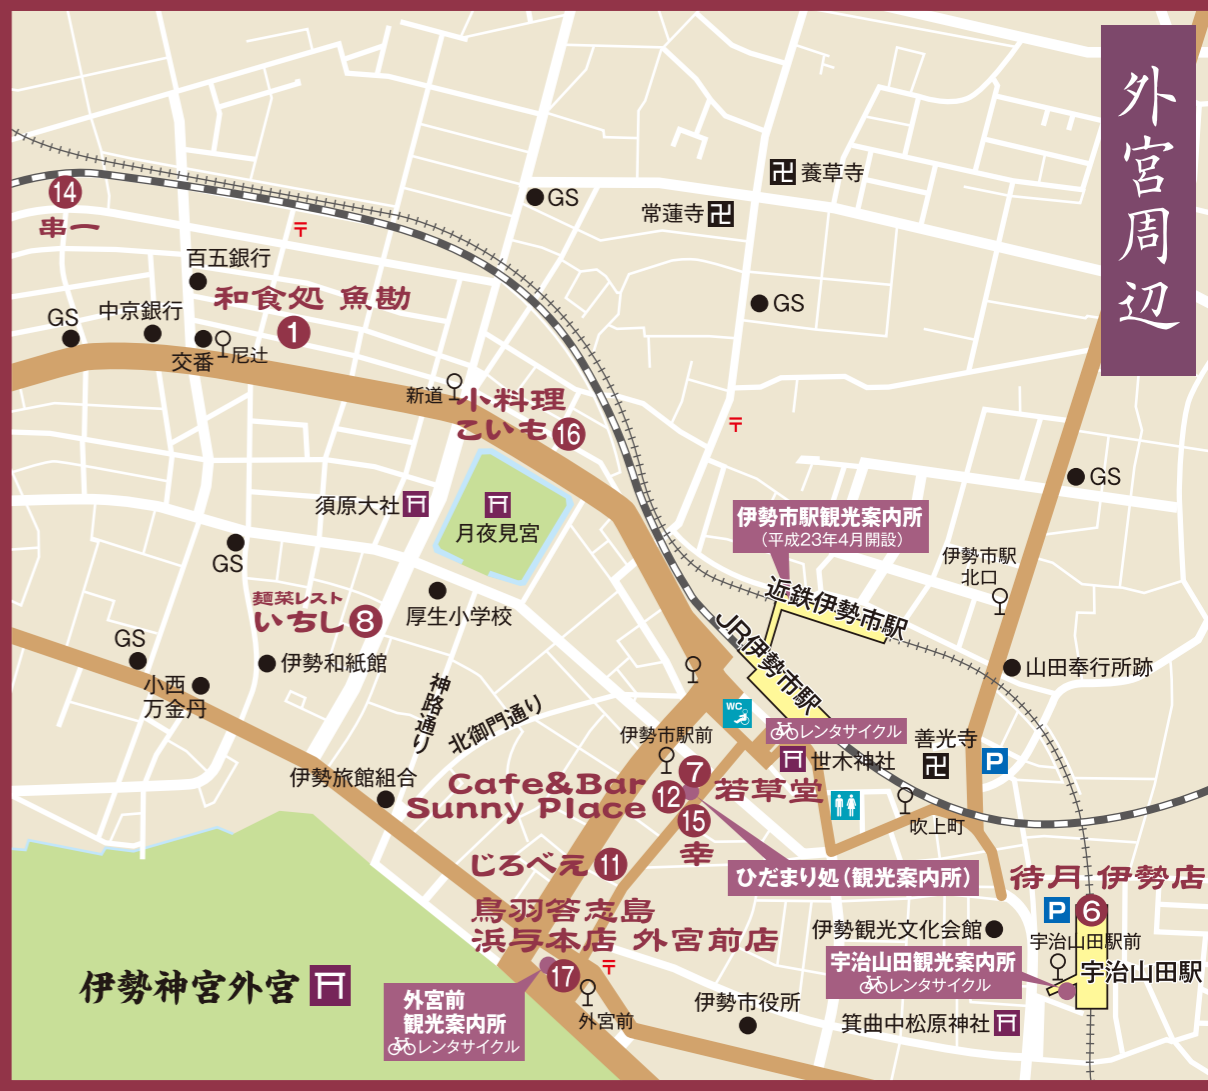 外宮周辺
卍 養草寺
GS
常蓮寺 卍
14
串一
〒
百五銀行
和食処 魚勘
1
GS
中京銀行
GS
交番
尼辻
新道
小料理
こいも 16
〒
GS
須原大社
月夜見宮
伊勢市駅観光案内所
(平成23年4月開設)
GS
伊勢市駅
北口
近鉄伊勢市駅
麺菜レスト
いちし 8
厚生小学校
GS
伊勢和紙館
JR伊勢市駅
山田奉行所跡
小西
万金丹
神路通り
北御門通り
WC
伊勢市駅前
レンタサイクル
世木神社
善光寺
卍
P
伊勢旅館組合
Cafe&Bar
Sunny Place 12
7 若草堂
15
幸
吹上町
じろべえ 11
ひだまり処(観光案内所)
待月 伊勢店
6
P
鳥羽答志島
浜与本店 外宮前店
17
〒
伊勢観光文化会館
宇治山田駅前
宇治山田観光案内所
レンタサイクル
宇治山田駅
伊勢神宮外宮
外宮前
観光案内所
レンタサイクル
外宮前
伊勢市役所
箕曲中松原神社